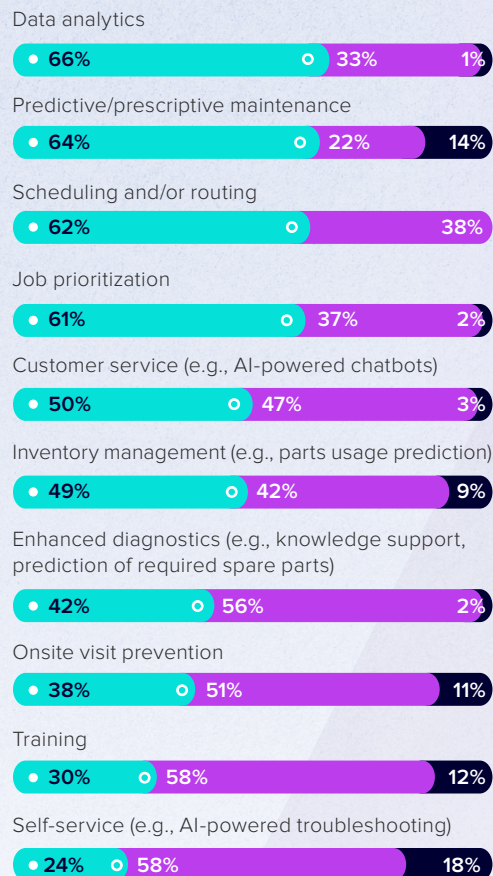 Data analytics
66% 33% 1%
Predictive/prescriptive maintenance
64% 22% 14%
Scheduling and/or routing
62% 38%
Job prioritization
61% 37% 2%
Customer service (e.g., AI-powered chatbots)
50% 47% 3%
Inventory management (e.g., parts usage prediction)
49% 42% 9%
Enhanced diagnostics (e.g., knowledge support,
prediction of required spare parts)
42% 56% 2%
Onsite visit prevention
38% 51% 11%
Training
30% 58% 12%
Self-service (e.g., AI-powered troubleshooting)
24% 58% 18%